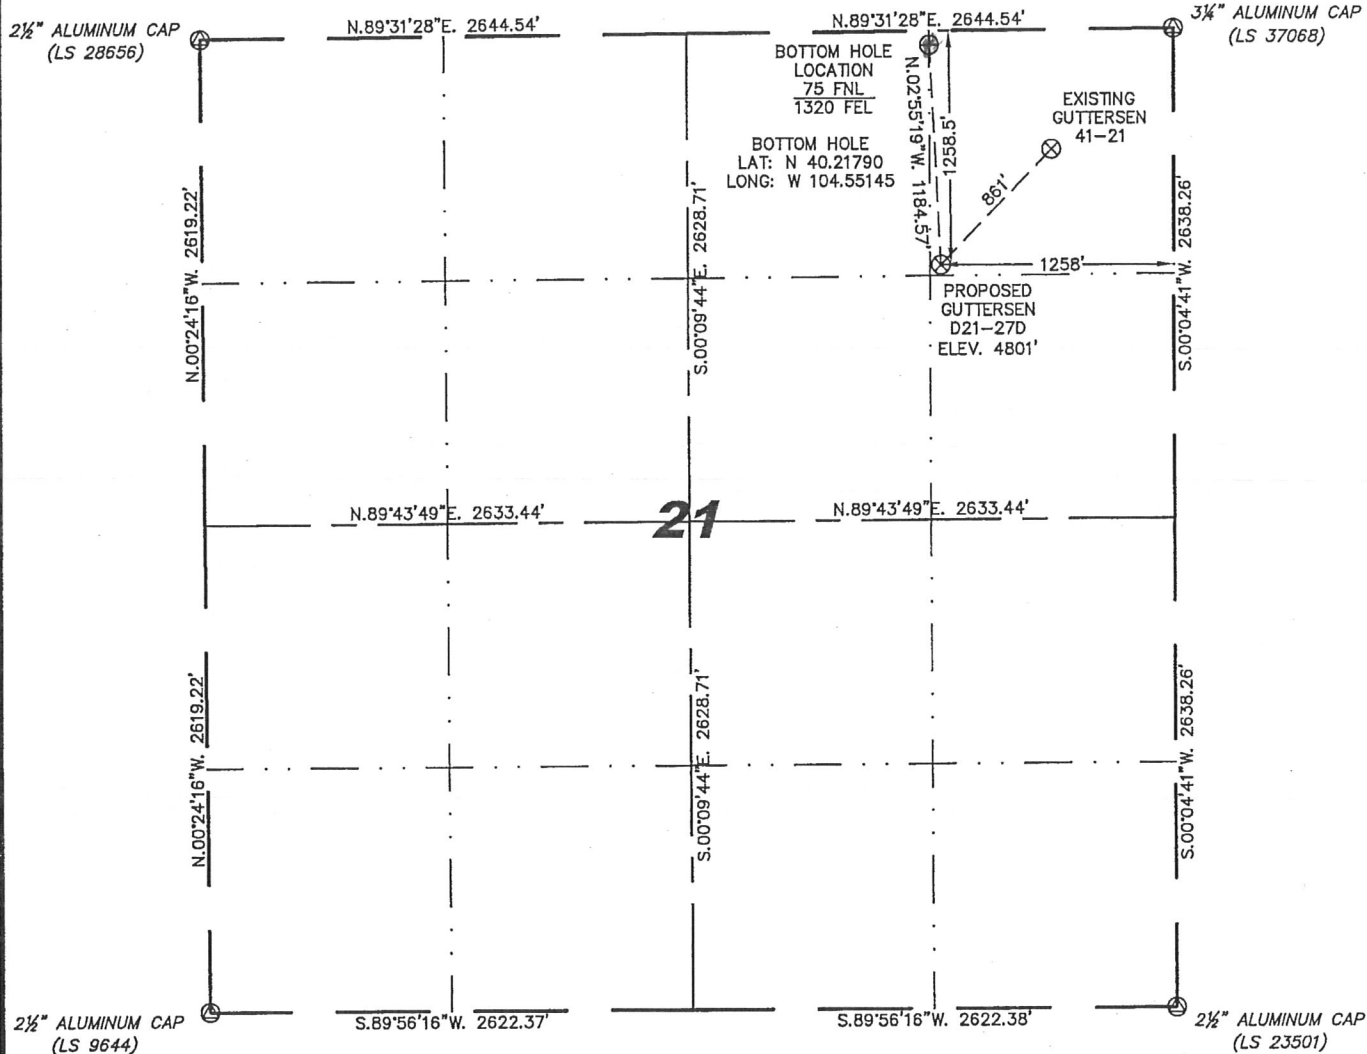 2½" ALUMINUM CAP
(LS 28656)
N.89°31'28"E. 2644.54'
N.89°31'28"E. 2644.54'
3¼" ALUMINUM CAP
(LS 37068)
BOTTOM HOLE
LOCATION
75 FNL
1320 FEL
BOTTOM HOLE
LAT: N 40.21790
LONG: W 104.55145
N.02°55'19"W. 1184.57'
1258.5'
EXISTING
GUTTERSEN
41-21
861'
1258'
PROPOSED
GUTTERSEN
D21-27D
ELEV. 4801'
N.00°24'16"W. 2619.22'
S.00°09'44"E. 2628.71'
S.00°04'41"W. 2638.26'
N.89°43'49"E. 2633.44'
21
N.89°43'49"E. 2633.44'
N.00°24'16"W. 2619.22'
S.00°09'44"E. 2628.71'
S.00°04'41"W. 2638.26'
2½" ALUMINUM CAP
(LS 9644)
S.89°56'16"W. 2622.37'
S.89°56'16"W. 2622.38'
2½" ALUMINUM CAP
(LS 23501)